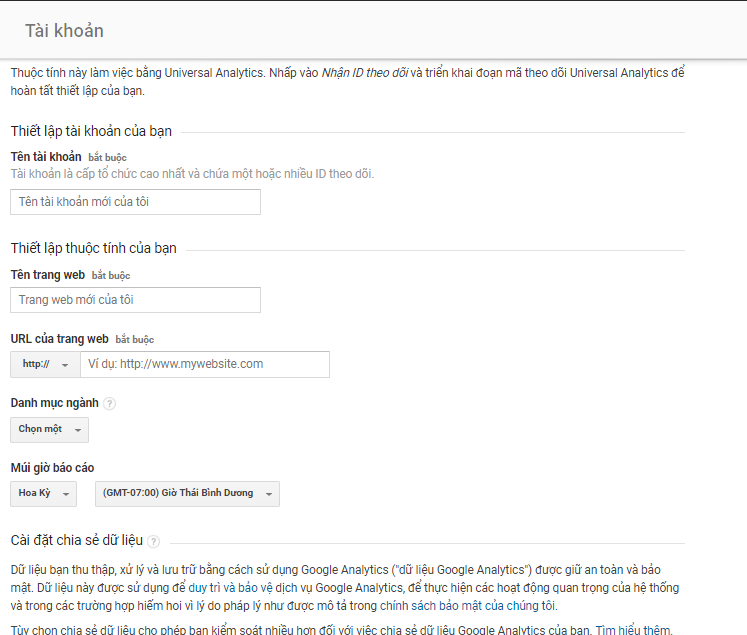 Tài khoản
Thuộc tính này làm việc bằng Universal Analytics. Nhấp vào Nhận ID theo dõi và triển khai đoạn mã theo dõi Universal Analytics để
hoàn tất thiết lập của bạn.
Thiết lập tài khoản của bạn
Tên tài khoản bắt buộc
Tài khoản là cấp tổ chức cao nhất và chứa một hoặc nhiều ID theo dõi.
Tên tài khoản mới của tôi
Thiết lập thuộc tính của bạn
Tên trang web bắt buộc
Trang web mới của tôi
URL của trang web bắt buộc
http:// Ví dụ: http://www.mywebsite.com
Danh mục ngành ?
Chọn một
Múi giờ báo cáo
Hoa Kỳ (GMT-07:00) Giờ Thái Bình Dương
Cài đặt chia sẻ dữ liệu ?
Dữ liệu bạn thu thập, xử lý và lưu trữ bằng cách sử dụng Google Analytics ("dữ liệu Google Analytics") được giữ an toàn và bảo
mật. Dữ liệu này được sử dụng để duy trì và bảo vệ dịch vụ Google Analytics, để thực hiện các hoạt động quan trọng của hệ thống
và trong các trường hợp hiếm hoi vì lý do pháp lý như được mô tả trong chính sách bảo mật của chúng tôi.
Tùy chọn chia sẻ dữ liệu cho phép bạn kiểm soát nhiều hơn đối với việc chia sẻ dữ liệu Google Analytics của bạn. Tìm hiểu thêm.